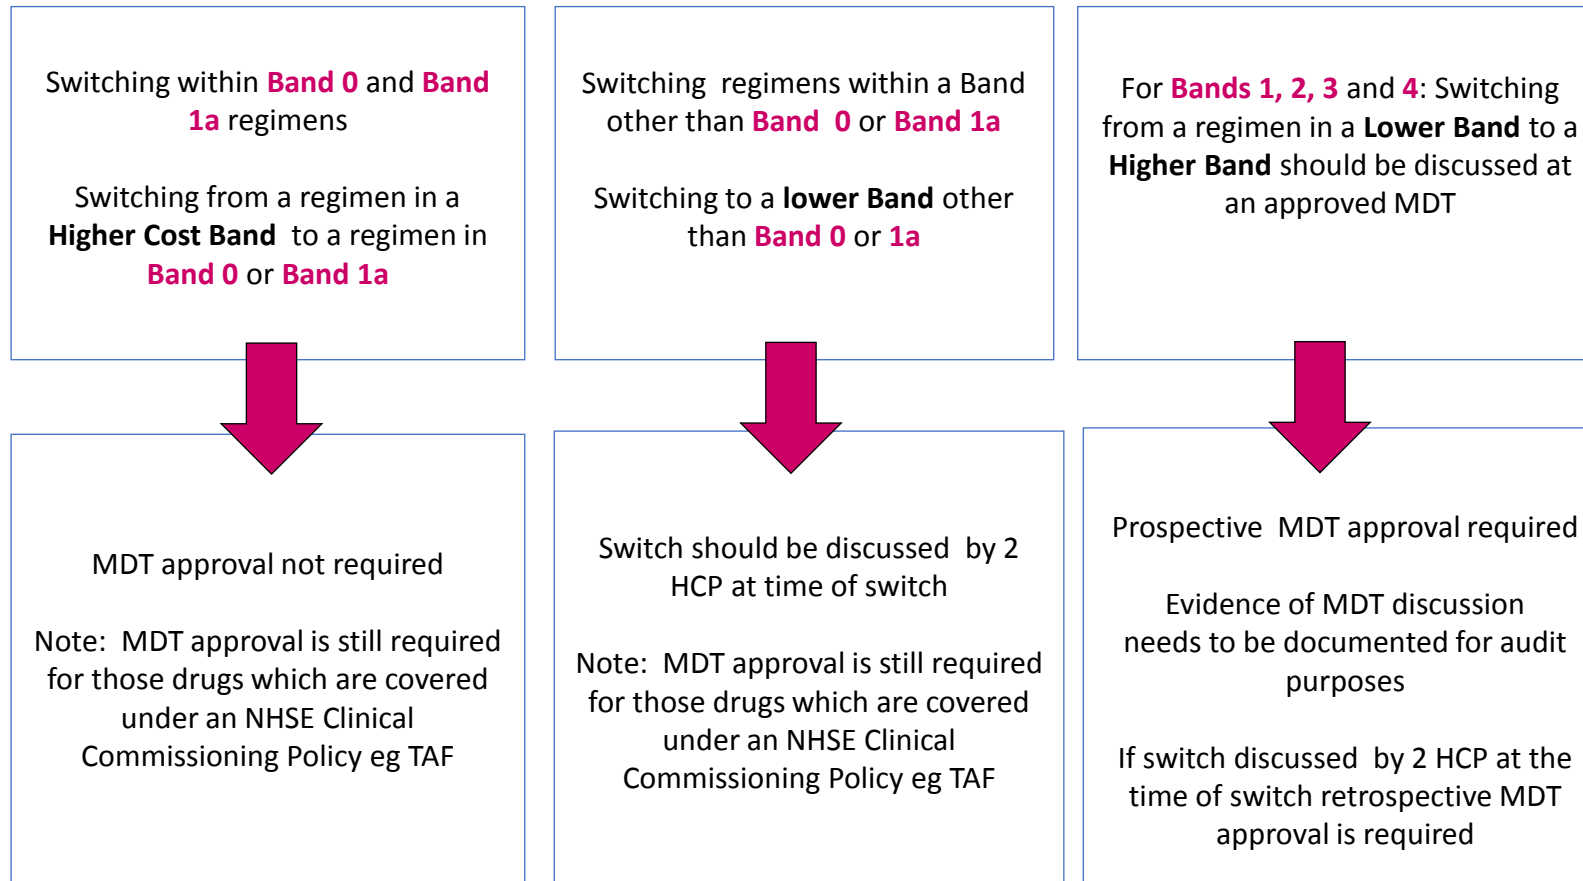 Switching within Band 0 and Band
1a regimens
Switching from a regimen in a
Higher Cost Band to a regimen in
Band 0 or Band 1a
Switching regimens within a Band
other than Band 0 or Band 1a
Switching to a lower Band other
than Band 0 or 1a
For Bands 1, 2, 3 and 4: Switching
from a regimen in a Lower Band to a
Higher Band should be discussed at
an approved MDT
MDT approval not required
Note: MDT approval is still required
for those drugs which are covered
under an NHSE Clinical
Commissioning Policy eg TAF
Switch should be discussed by 2
HCP at time of switch
Note: MDT approval is still required
for those drugs which are covered
under an NHSE Clinical
Commissioning Policy eg TAF
Prospective MDT approval required
Evidence of MDT discussion
needs to be documented for audit
purposes
If switch discussed by 2 HCP at the
time of switch retrospective MDT
approval is required